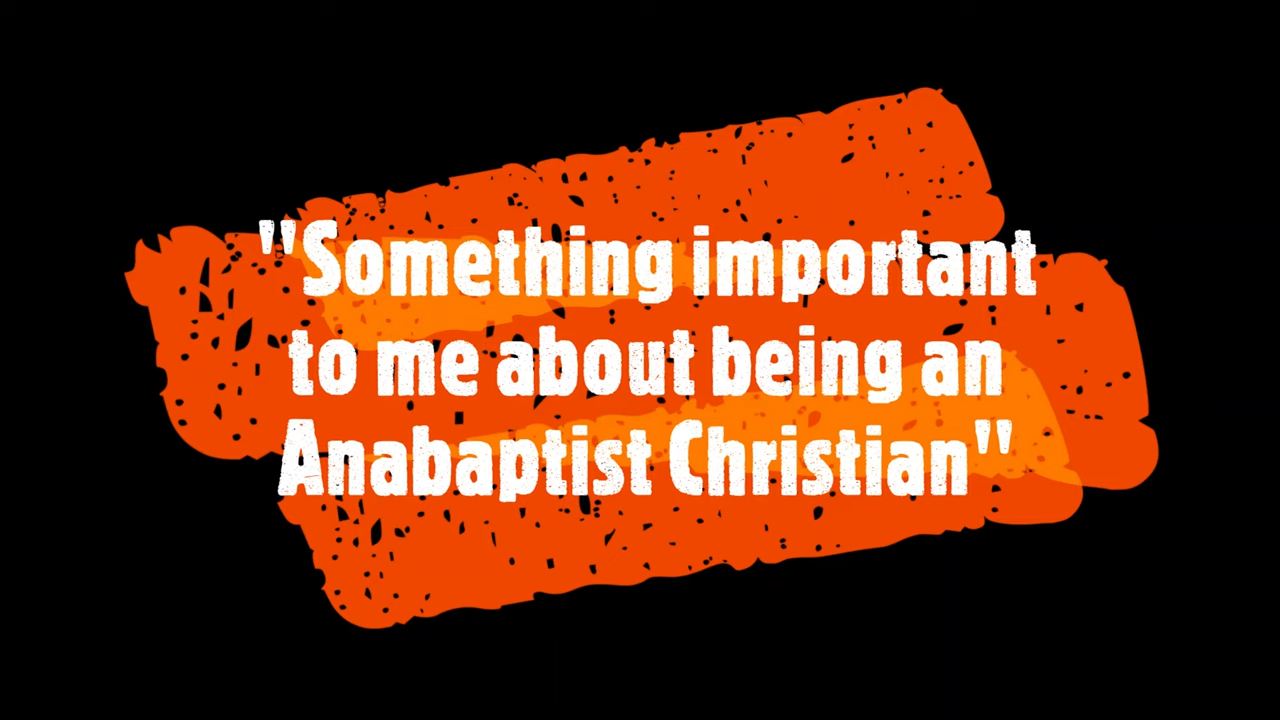 "Something important
to me about being an
Anabaptist Christian"